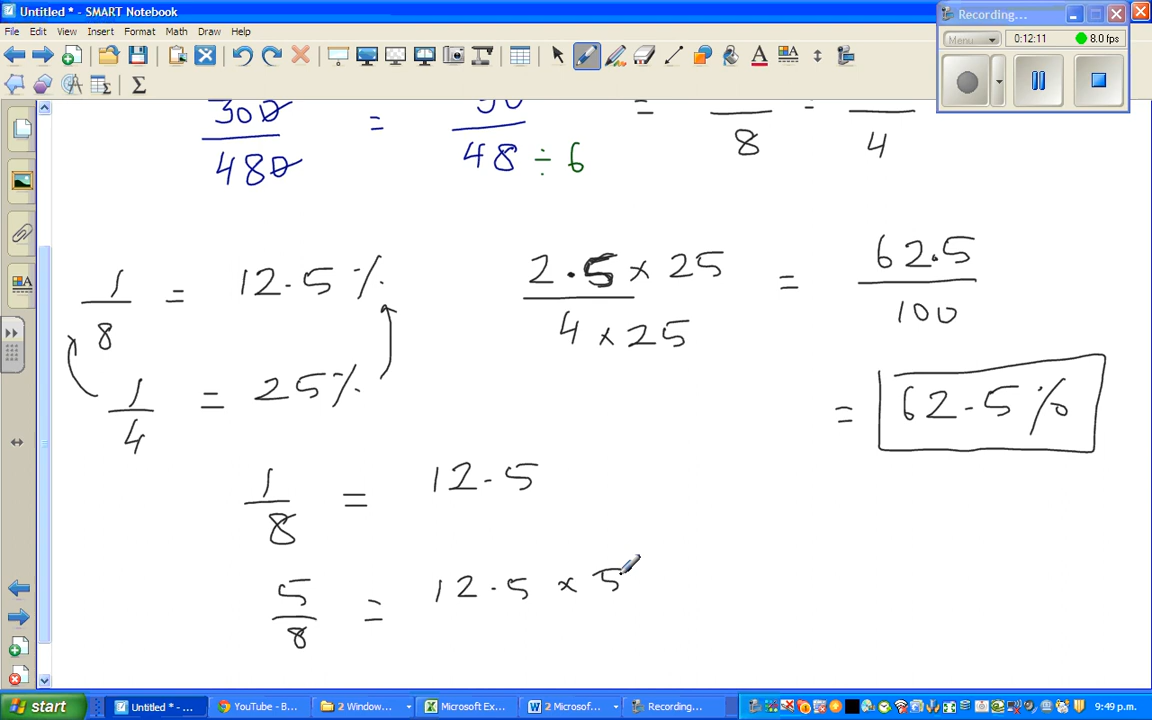 Untitled * - SMART Notebook
Recording...
File Edit View Insert Format Math Draw Help
Menu 0:12:11 8.0 fps
300 = 30 = =
480 48 ÷ 6 8 4
1 = 12.5 %
8
2.5 x 25 = 62.5
4 x 25 100
1 = 25%
4
= 62.5%
1 = 12.5
8
5 = 12.5 x 5
8
start Untitled * - ... YouTube - B... 2 Window... Microsoft Ex... 2 Microsof... Recording... 9:49 p.m.